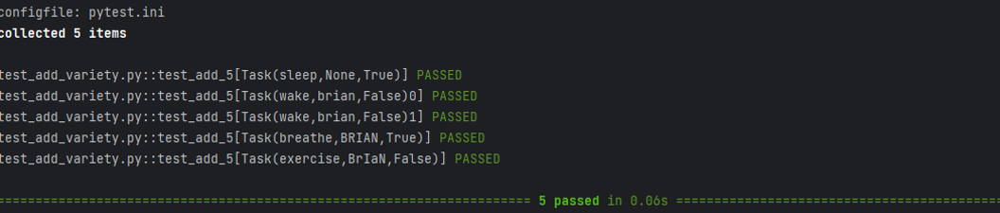 configfile: pytest.ini
collected 5 items
test_add_variety.py::test_add_5[Task(sleep,None,True)] PASSED
test_add_variety.py::test_add_5[Task(wake,brian,False)0] PASSED
test_add_variety.py::test_add_5[Task(wake,brian,False)1] PASSED
test_add_variety.py::test_add_5[Task(breathe,BRIAN,True)] PASSED
test_add_variety.py::test_add_5[Task(exercise,BrIaN,False)] PASSED
===================================================================== 5 passed in 0.06s ===========================================